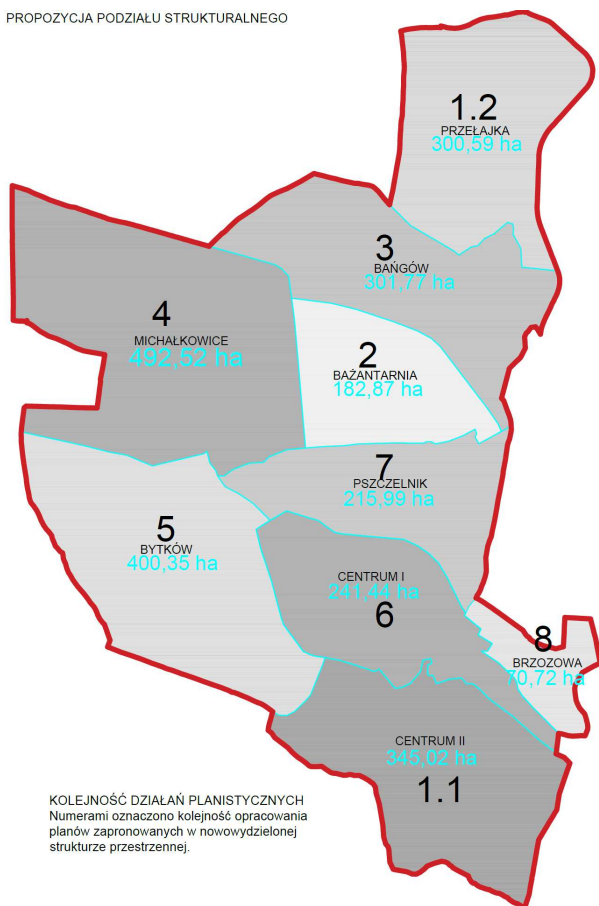 PROPOZYCJA PODZIAŁU STRUKTURALNEGO
1.2
PRZEŁAJKA
300,59 ha
3
BAŃGÓW
301,77 ha
4
MICHAŁKOWICE
492,52 ha
2
BAŻANTARNIA
182,87 ha
7
PSZCZELNIK
215,99 ha
5
BYTKÓW
400,35 ha
CENTRUM I
241,44 ha
6
8
BRZOZOWA
70,72 ha
CENTRUM II
345,02 ha
1.1
KOLEJNOŚĆ DZIAŁAŃ PLANISTYCZNYCH
Numerami oznaczono kolejność opracowania
planów zapronowanych w nowowydzielonej
strukturze przestrzennej.